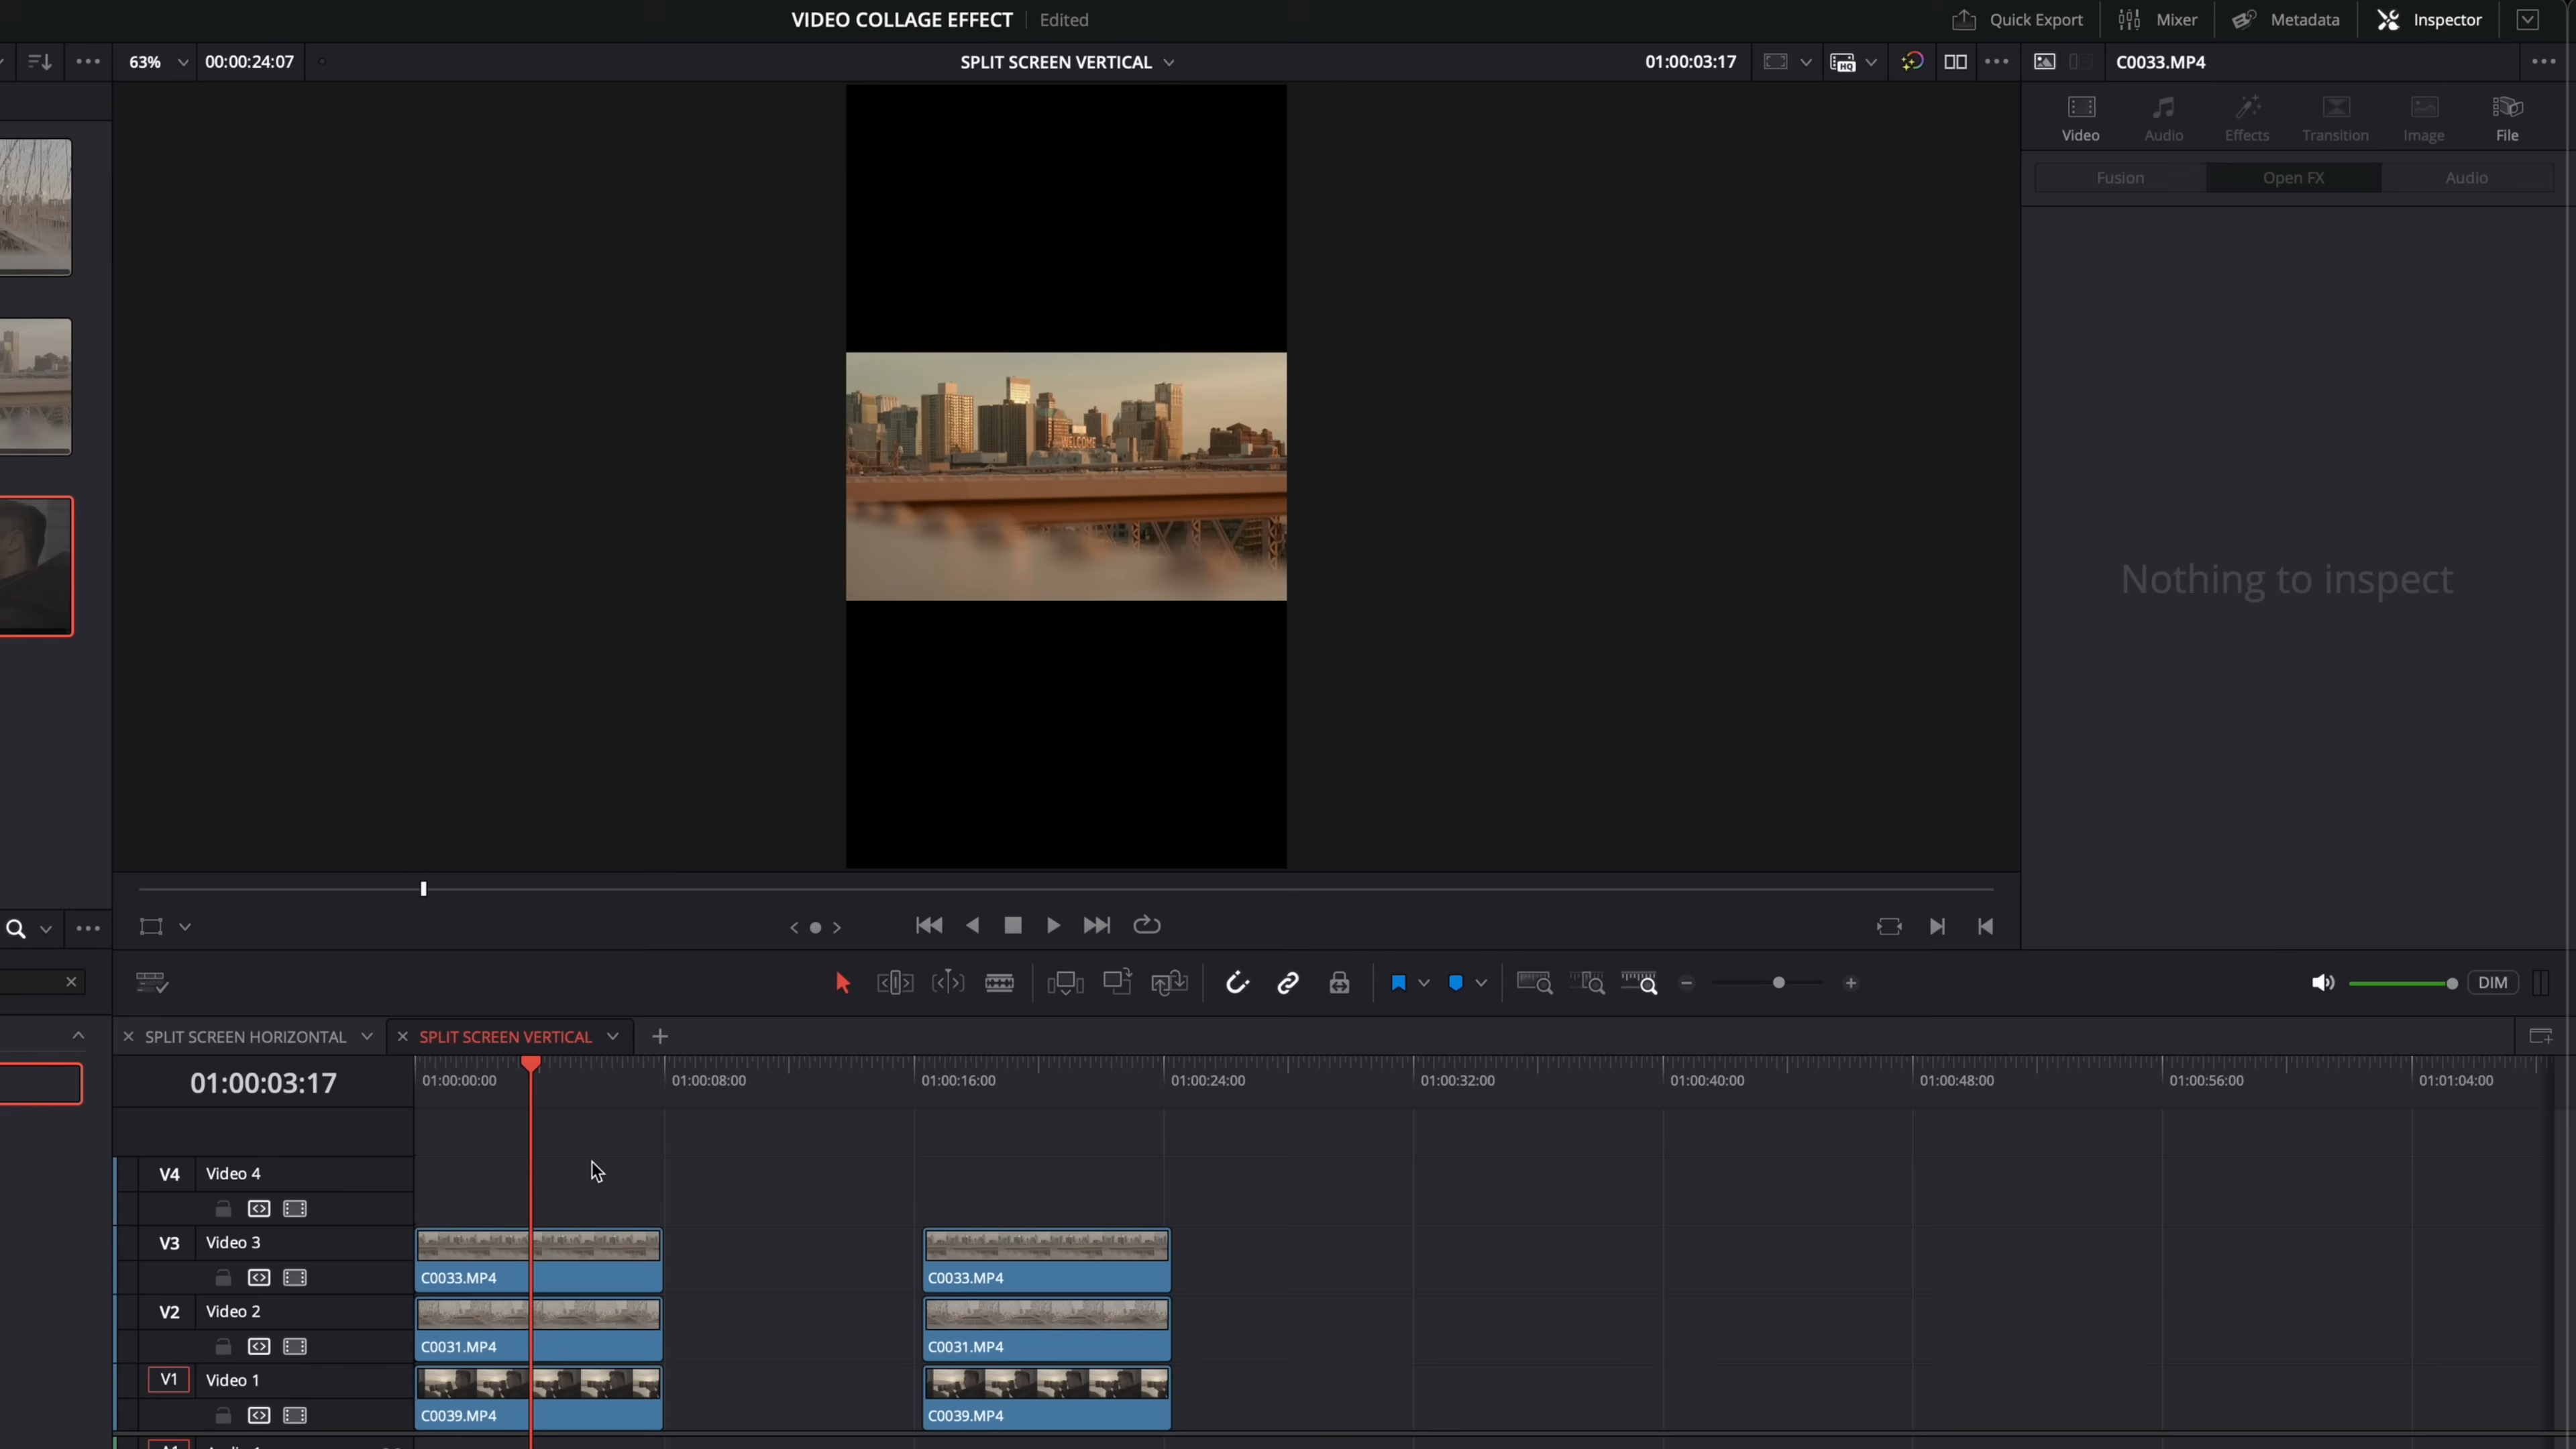 VIDEO COLLAGE EFFECT Edited
Quick Export Mixer Metadata Inspector
63% 00:00:24:07 SPLIT SCREEN VERTICAL 01:00:03:17 C0033.MP4
Video Audio Effects Transition Image File
Fusion Open FX Audio
WELCOME
Nothing to inspect
DIM
SPLIT SCREEN HORIZONTAL SPLIT SCREEN VERTICAL
01:00:03:17 01:00:00:00 01:00:08:00 01:00:16:00 01:00:24:00 01:00:32:00 01:00:40:00 01:00:48:00 01:00:56:00 01:01:04:00
V4 Video 4
V3 Video 3
C0033.MP4 C0033.MP4
V2 Video 2
C0031.MP4 C0031.MP4
V1 Video 1
C0039.MP4 C0039.MP4